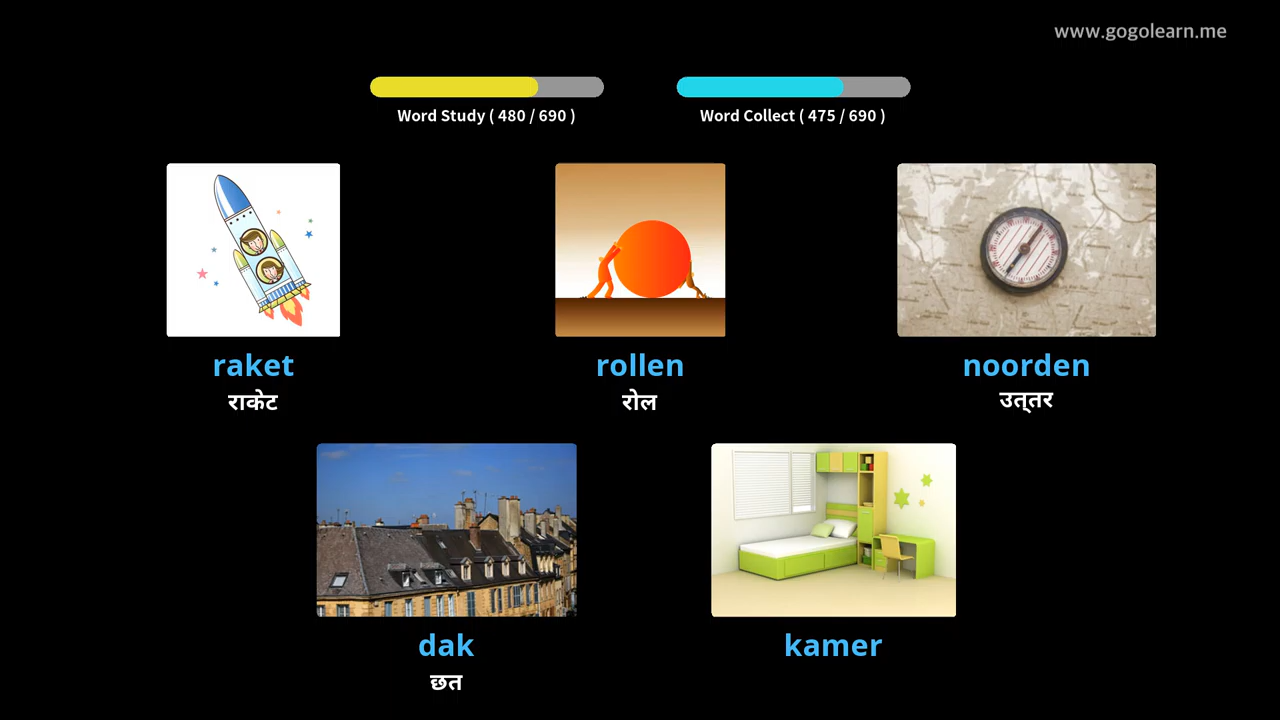 www.gogolearn.me
Word Study ( 480 / 690 )
Word Collect ( 475 / 690 )
raket
राकेट
rollen
रोल
noorden
उत्‌तर
dak
छत
kamer